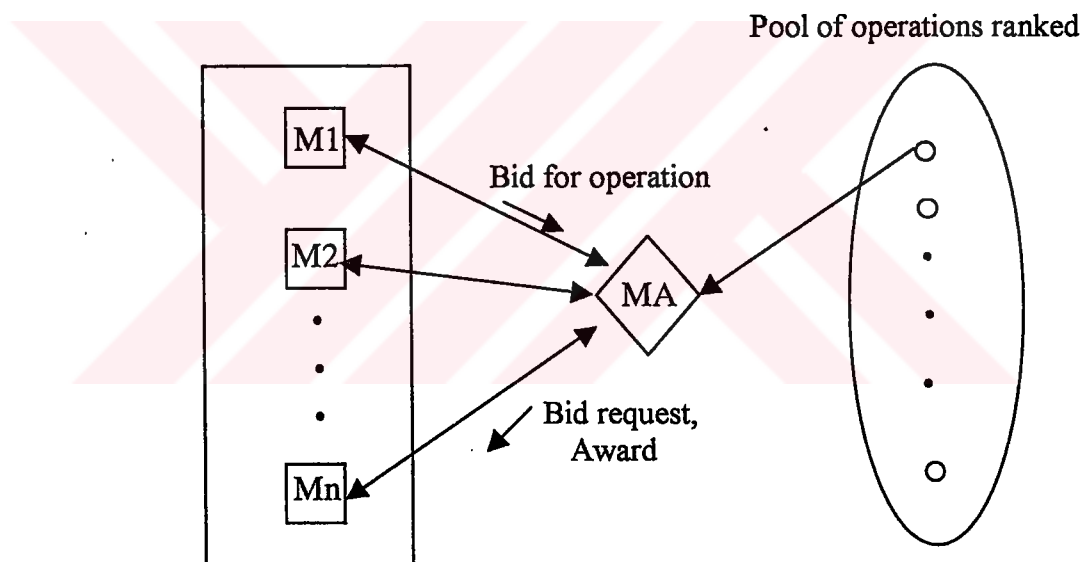 Pool of operations ranked
M1
Bid for operation
M2
MA
Bid request,
Award
Mn